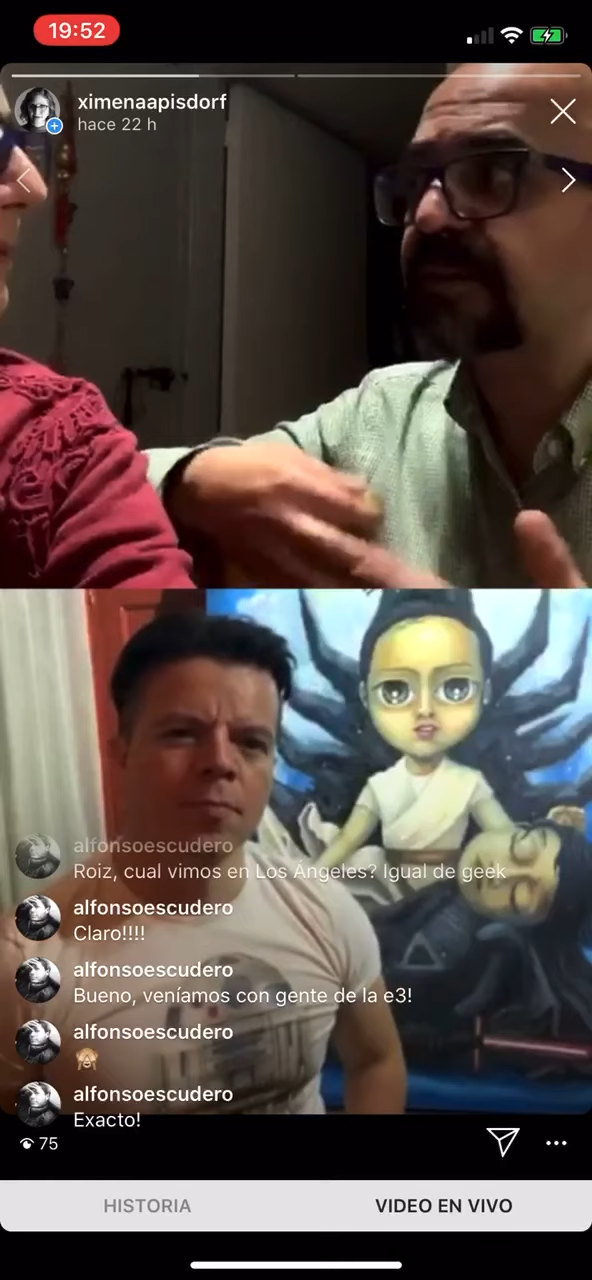 19:52
ximenaapisdorf
hace 22 h
alfonsoescudero
Roiz, cual vimos en Los Ángeles? Igual de geek
alfonsoescudero
Claro!!!!
alfonsoescudero
Bueno, veníamos con gente de la e3!
alfonsoescudero
🙈
alfonsoescudero
Exacto!
75
HISTORIA
VIDEO EN VIVO